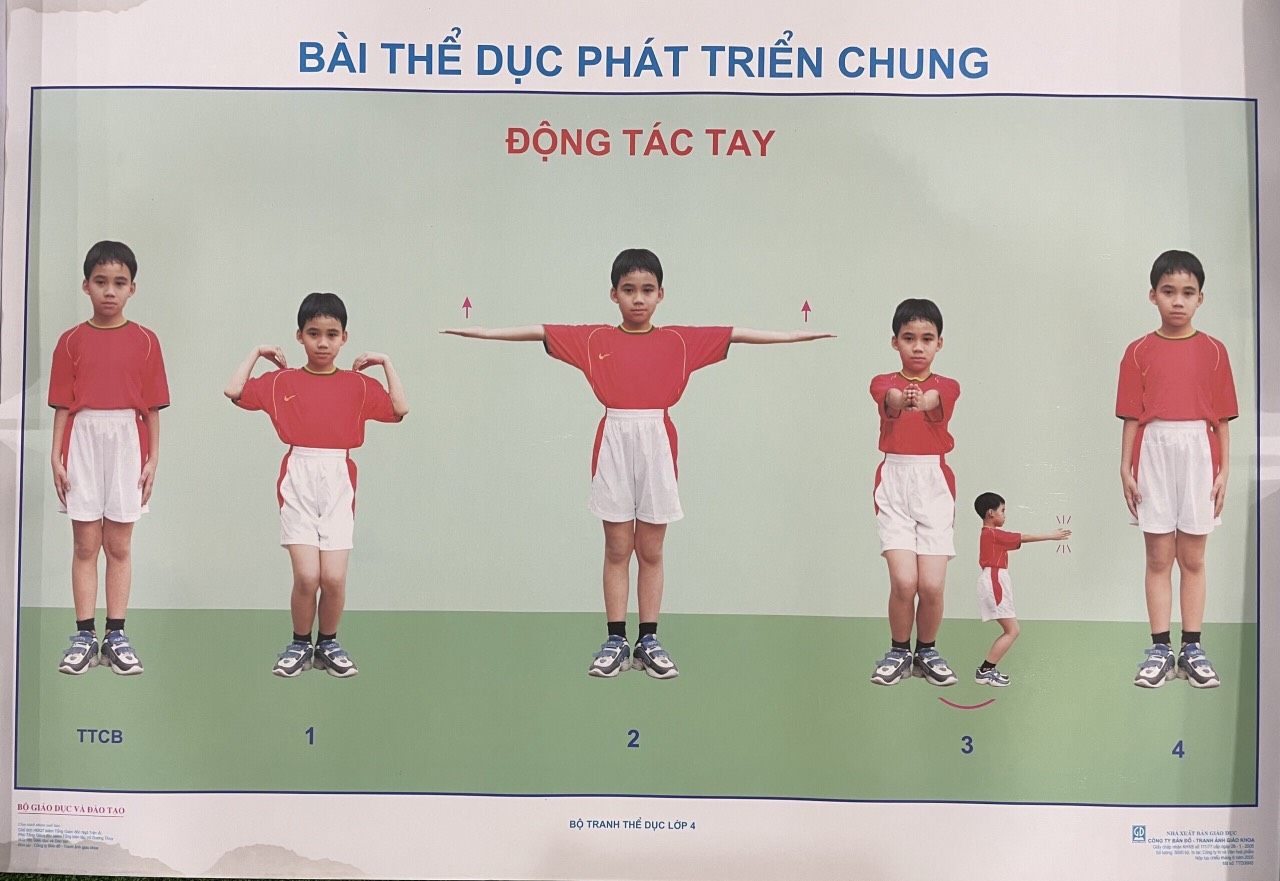 BÀI THỂ DỤC PHÁT TRIỂN CHUNG
ĐỘNG TÁC TAY
TTCB
1
2
3
4
BỘ GIÁO DỤC VÀ ĐÀO TẠO
BỘ TRANH THỂ DỤC LỚP 4
NHÀ XUẤT BẢN GIÁO DỤC
CÔNG TY BẢN ĐỒ - TRANH ẢNH GIÁO KHOA